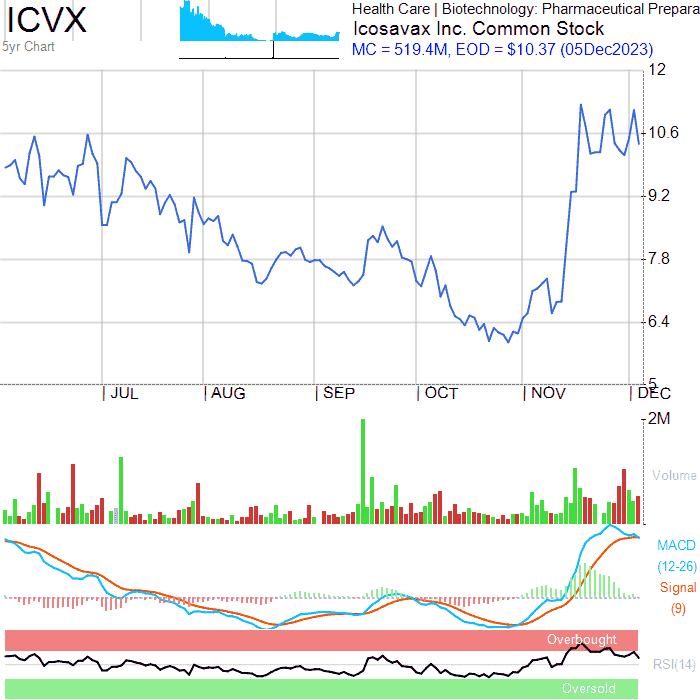 ICVX
5yr Chart
Health Care | Biotechnology: Pharmaceutical Prepara
Icosavax Inc. Common Stock
MC = 519.4M, EOD = $10.37 (05Dec2023)
12
10.6
9.2
7.8
6.4
5
JUL AUG SEP OCT NOV DEC
2M
Volume
MACD
(12-26)
Signal
(9)
Overbought
RSI(14)
Oversold